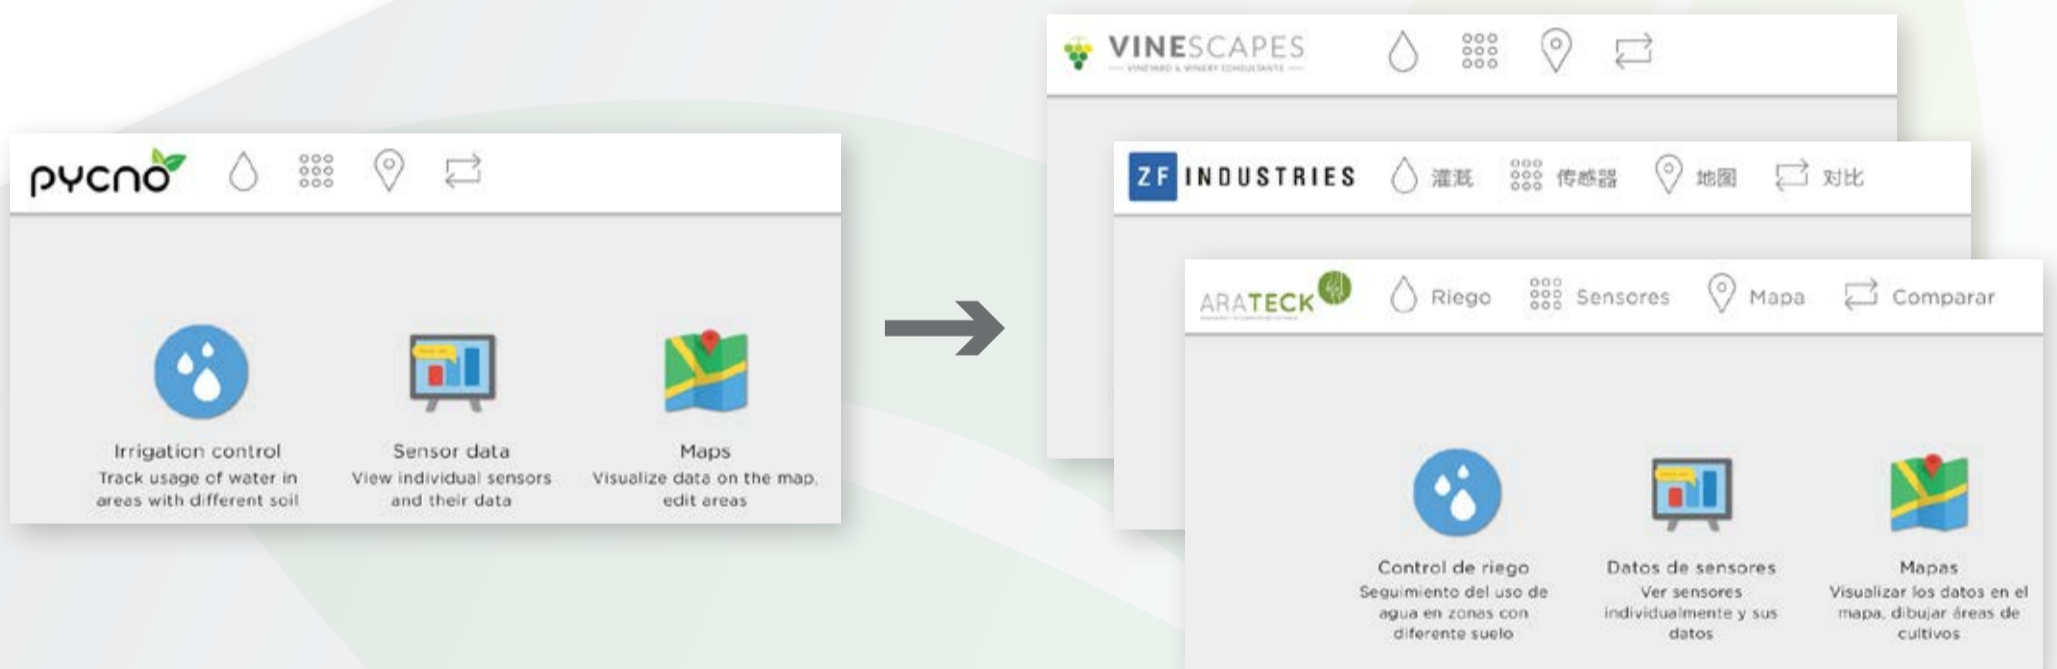 pycno
Irrigation control
Track usage of water in
areas with different soil
Sensor data
View individual sensors
and their data
Maps
Visualize data on the map,
edit areas
VINESCAPES
VINEYARD & WINERY CONSULTANTS
ZF INDUSTRIES
灌溉
传感器
地图
对比
ARATECK
Riego
Sensores
Mapa
Comparar
Control de riego
Seguimiento del uso de
agua en zonas con
diferente suelo
Datos de sensores
Ver sensores
individualmente y sus
datos
Mapas
Visualizar los datos en el
mapa, dibujar áreas de
cultivos